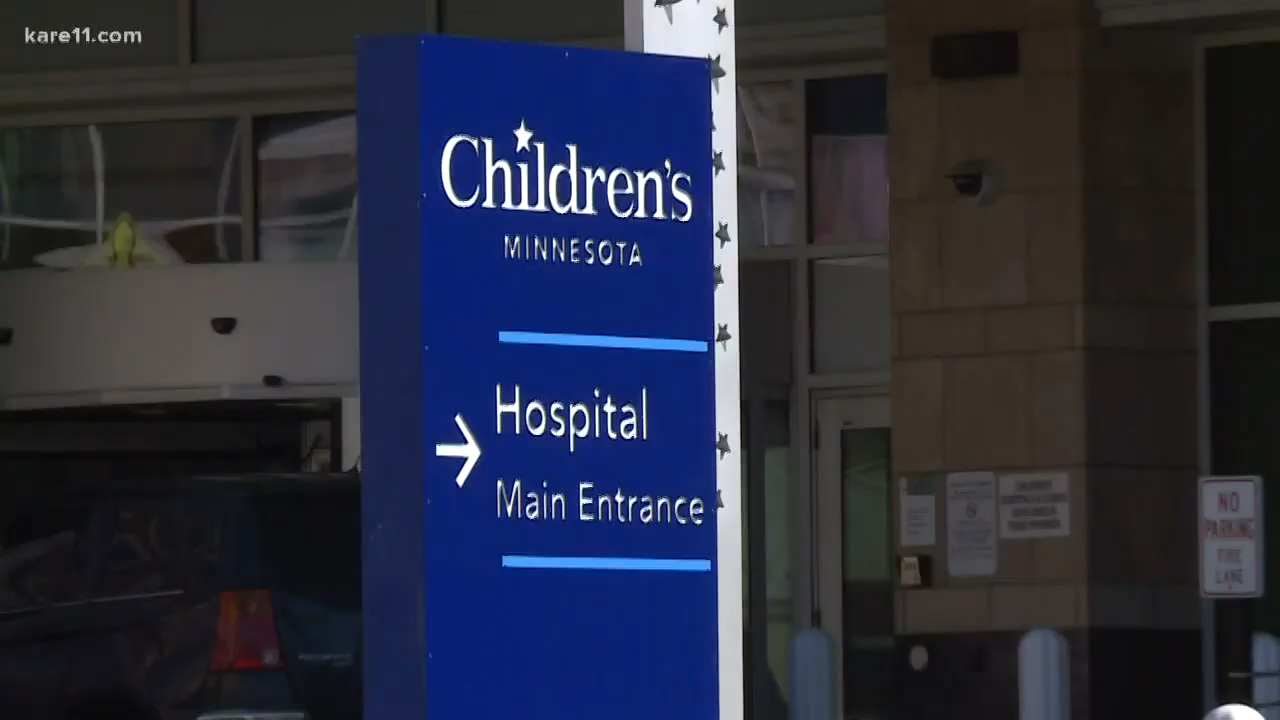 kare11.com
Children's
MINNESOTA
Hospital
Main Entrance
NO
PARKING
FIRE
LANE